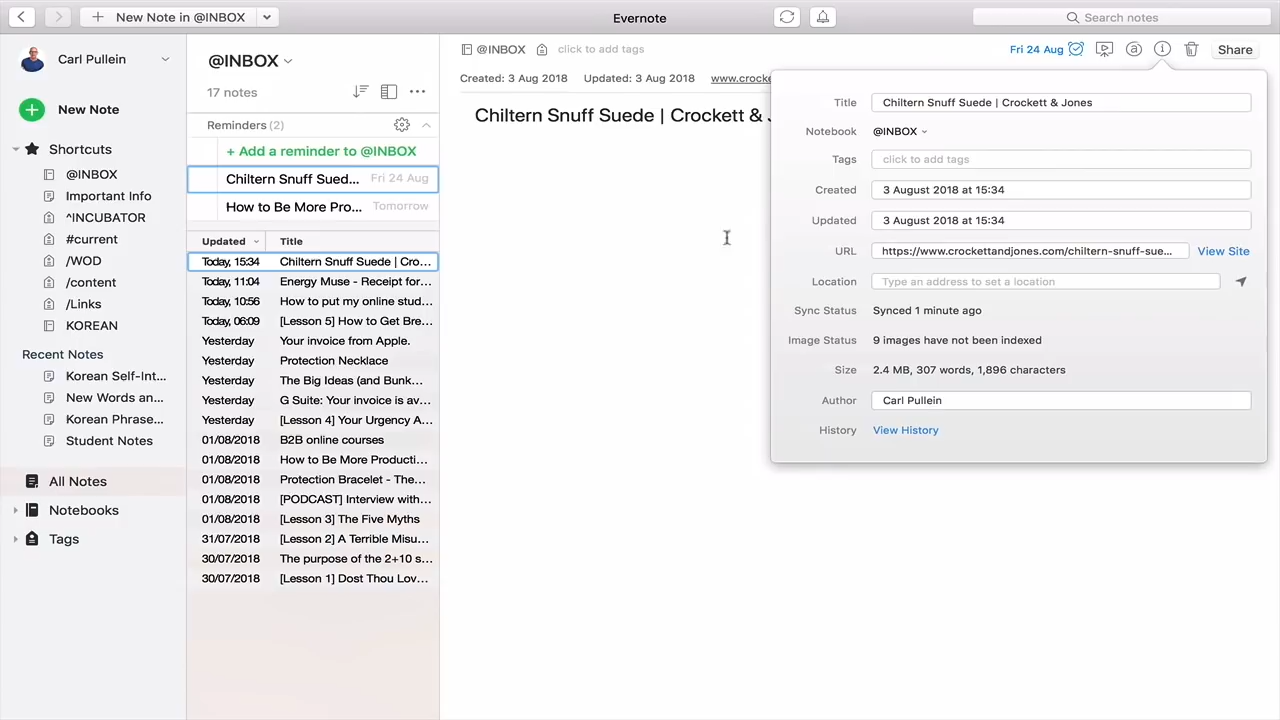 New Note in @INBOX
Evernote
Search notes
Carl Pullein
New Note
Shortcuts
@INBOX
Important Info
^INCUBATOR
#current
/WOD
/content
/Links
KOREAN
Recent Notes
Korean Self-Int...
New Words an...
Korean Phrase...
Student Notes
All Notes
Notebooks
Tags
@INBOX
17 notes
Reminders (2)
+ Add a reminder to @INBOX
Chiltern Snuff Sued... Fri 24 Aug
How to Be More Pro... Tomorrow
Updated Title
Today, 15:34 Chiltern Snuff Suede | Cro...
Today, 11:04 Energy Muse - Receipt for...
Today, 10:56 How to put my online stud...
Today, 06:09 [Lesson 5] How to Get Bre...
Yesterday Your invoice from Apple.
Yesterday Protection Necklace
Yesterday The Big Ideas (and Bunk...
Yesterday G Suite: Your invoice is av...
Yesterday [Lesson 4] Your Urgency A...
01/08/2018 B2B online courses
01/08/2018 How to Be More Producti...
01/08/2018 Protection Bracelet - The...
01/08/2018 [PODCAST] Interview with...
01/08/2018 [Lesson 3] The Five Myths
31/07/2018 [Lesson 2] A Terrible Misu...
30/07/2018 The purpose of the 2+10 s...
30/07/2018 [Lesson 1] Dost Thou Lov...
@INBOX click to add tags
Fri 24 Aug Share
Created: 3 Aug 2018 Updated: 3 Aug 2018 www.crocke
Chiltern Snuff Suede | Crockett & J
Title Chiltern Snuff Suede | Crockett & Jones
Notebook @INBOX
Tags click to add tags
Created 3 August 2018 at 15:34
Updated 3 August 2018 at 15:34
URL https://www.crockettandjones.com/chiltern-snuff-sue... View Site
Location Type an address to set a location
Sync Status Synced 1 minute ago
Image Status 9 images have not been indexed
Size 2.4 MB, 307 words, 1,896 characters
Author Carl Pullein
History View History